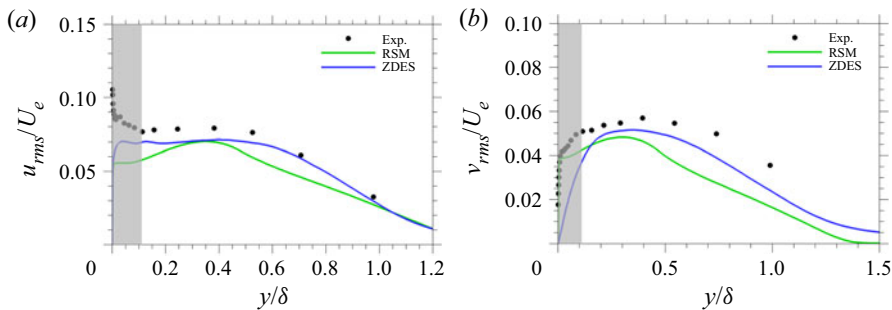 (a)
0.15
0.10
0.05
0
0.2
0.4
0.6
0.8
1.0
1.2
u_rms/U_e
y/δ
Exp.
RSM
ZDES
(b)
0.10
0.08
0.06
0.04
0.02
0
0.5
1.0
1.5
v_rms/U_e
y/δ
Exp.
RSM
ZDES